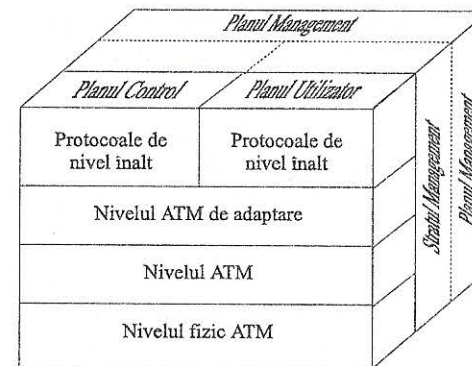 Planul Management
Planul Control
Planul Utilizator
Protocoale de
nivel înalt
Protocoale de
nivel înalt
Nivelul ATM de adaptare
Nivelul ATM
Nivelul fizic ATM
Stratul Management
Planul Management